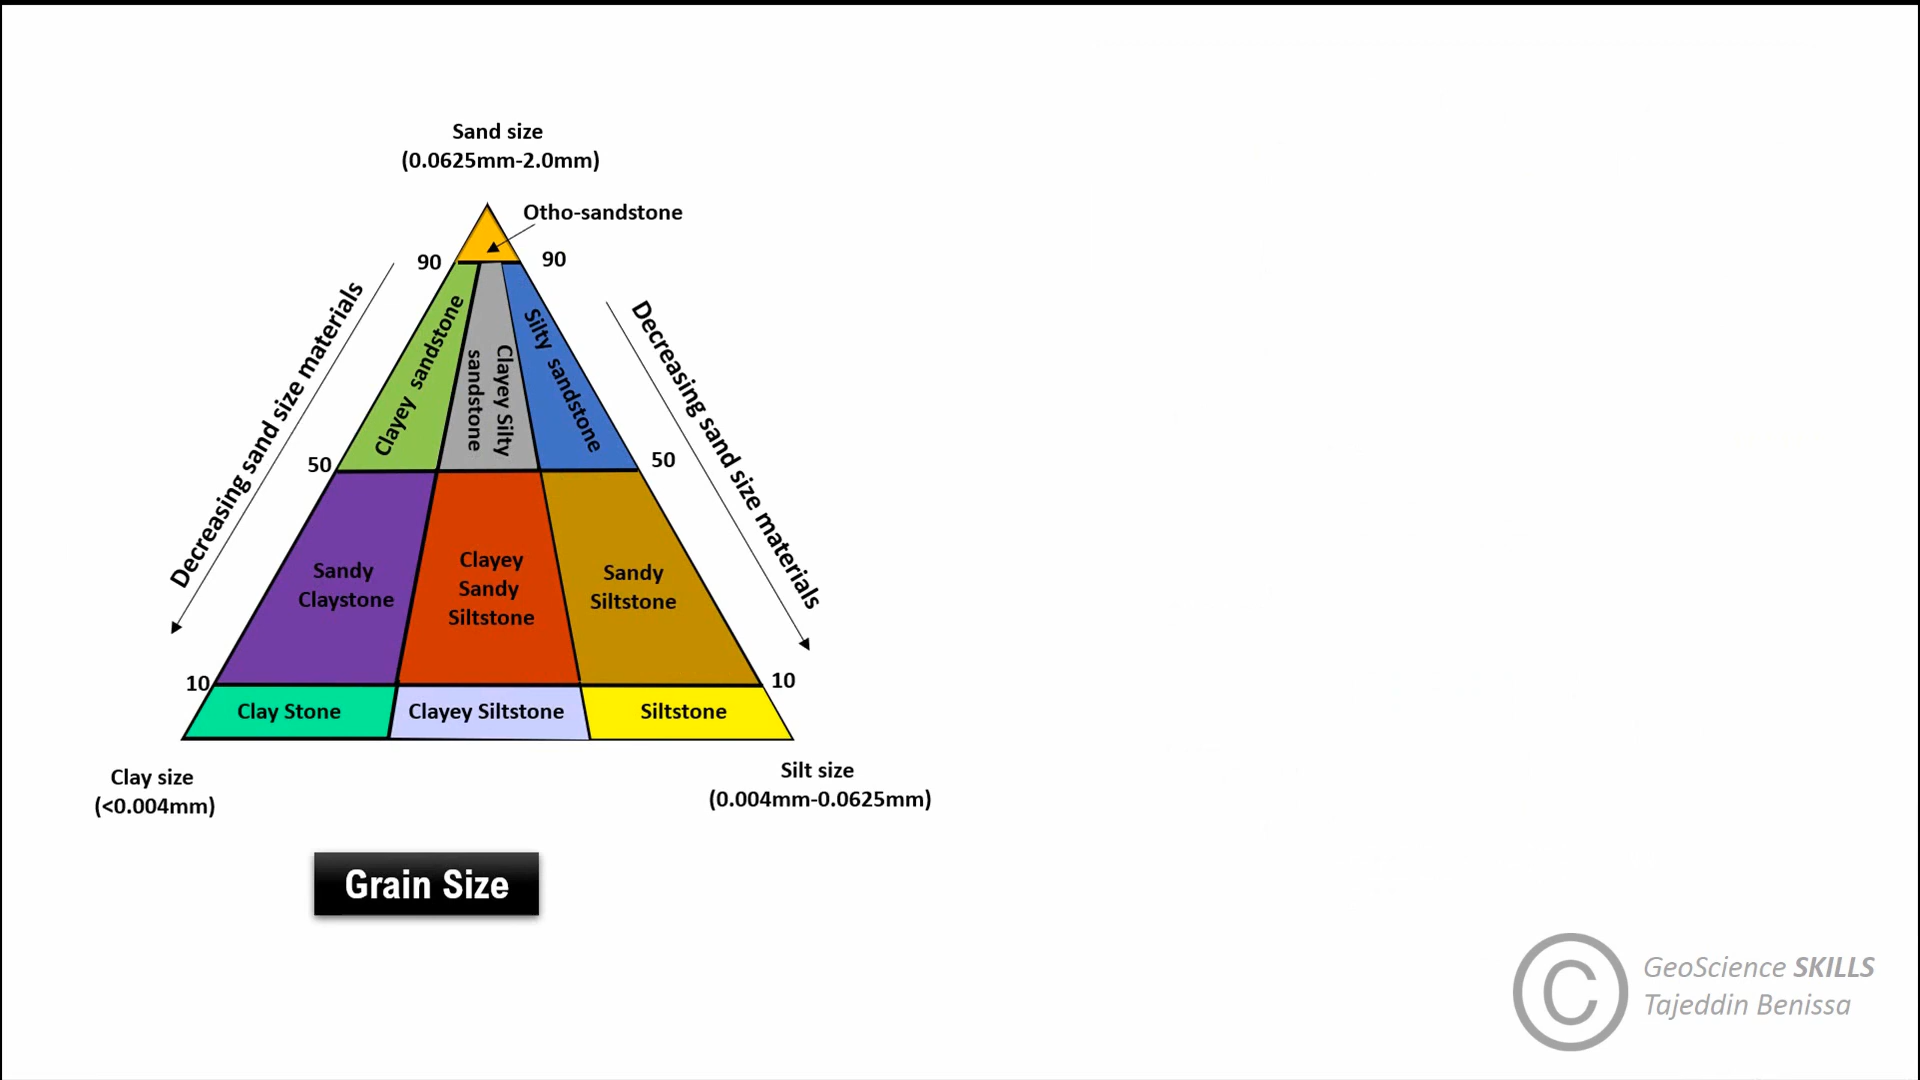 Sand size
(0.0625mm-2.0mm)
Otho-sandstone
90
90
Decreasing sand size materials
Decreasing sand size materials
Clayey sandstone
Clayey Silty
sandstone
Silty sandstone
50
50
Sandy
Claystone
Clayey
Sandy
Siltstone
Sandy
Siltstone
10
10
Clay Stone
Clayey Siltstone
Siltstone
Clay size
(<0.004mm)
Silt size
(0.004mm-0.0625mm)
Grain Size
© GeoScience SKILLS
Tajeddin Benissa